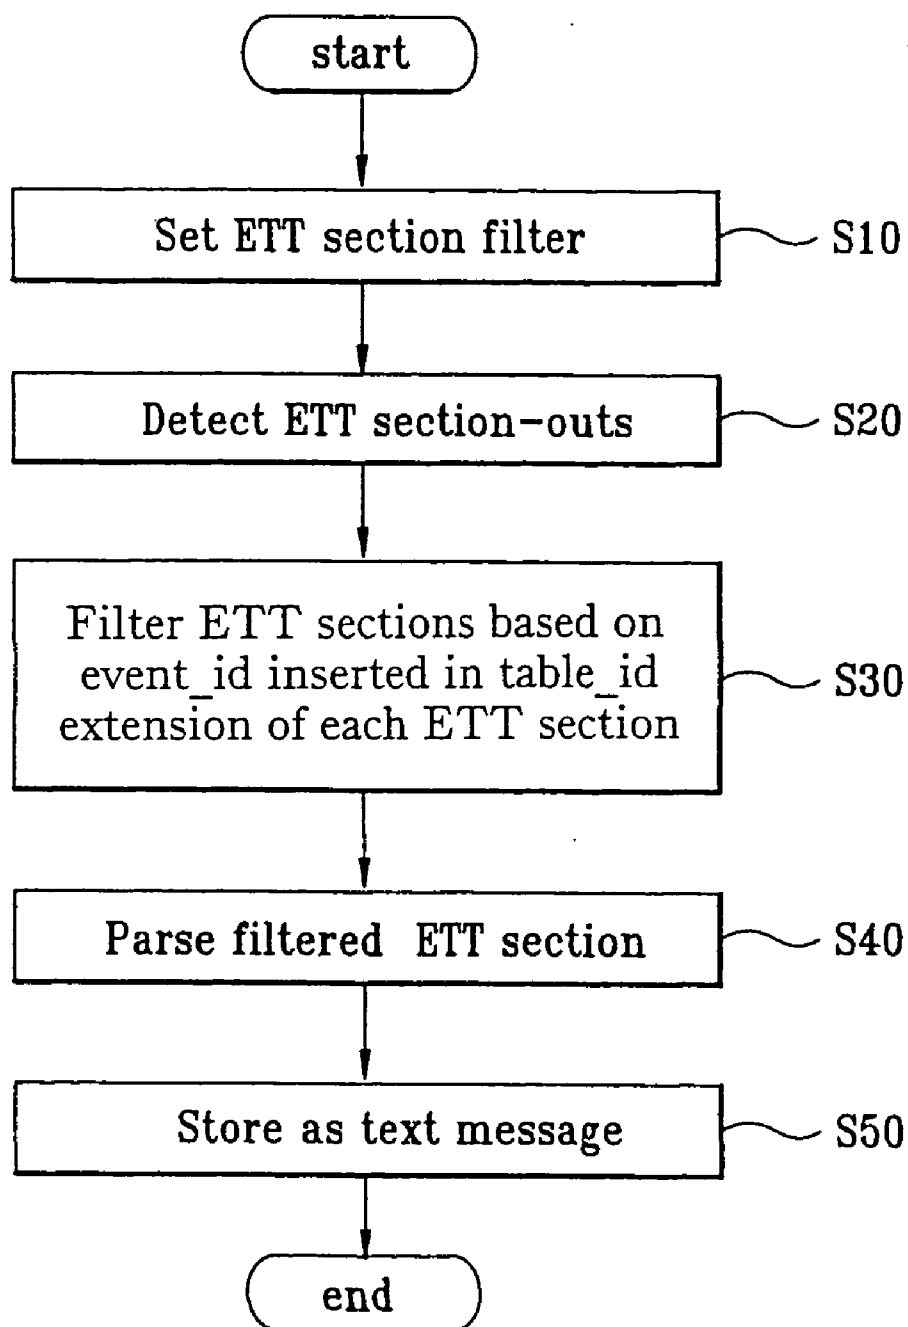 start
Set ETT section filter
S10
Detect ETT section-outs
S20
Filter ETT sections based on
event_id inserted in table_id
extension of each ETT section
S30
Parse filtered ETT section
S40
Store as text message
S50
end